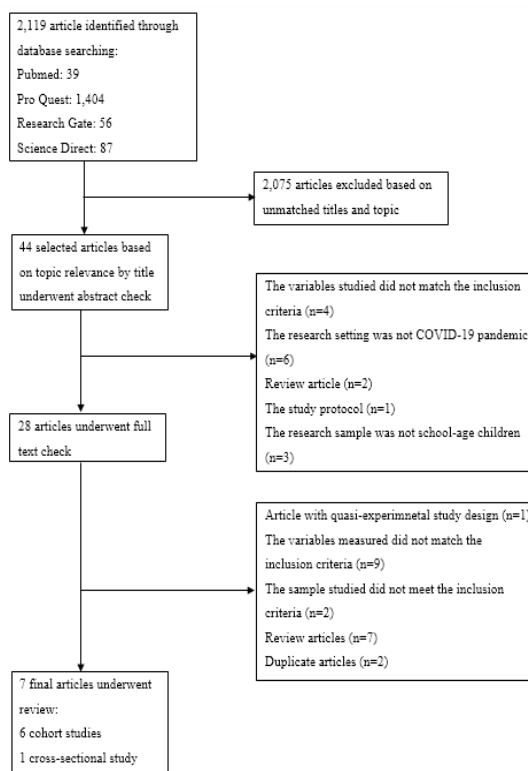 2,119 article identified through
database searching:
Pubmed: 39
Pro Quest: 1,404
Research Gate: 56
Science Direct: 87
2,075 articles excluded based on
unmatched titles and topic
44 selected articles based
on topic relevance by title
underwent abstract check
The variables studied did not match the inclusion
criteria (n=4)
The research setting was not COVID-19 pandemic
(n=6)
Review article (n=2)
The study protocol (n=1)
The research sample was not school-age children
(n=3)
28 articles underwent full
text check
Article with quasi-experimnetal study design (n=1)
The variables measured did not match the
inclusion criteria (n=9)
The sample studied did not meet the inclusion
criteria (n=2)
Review articles (n=7)
Duplicate articles (n=2)
7 final articles underwent
review:
6 cohort studies
1 cross-sectional study